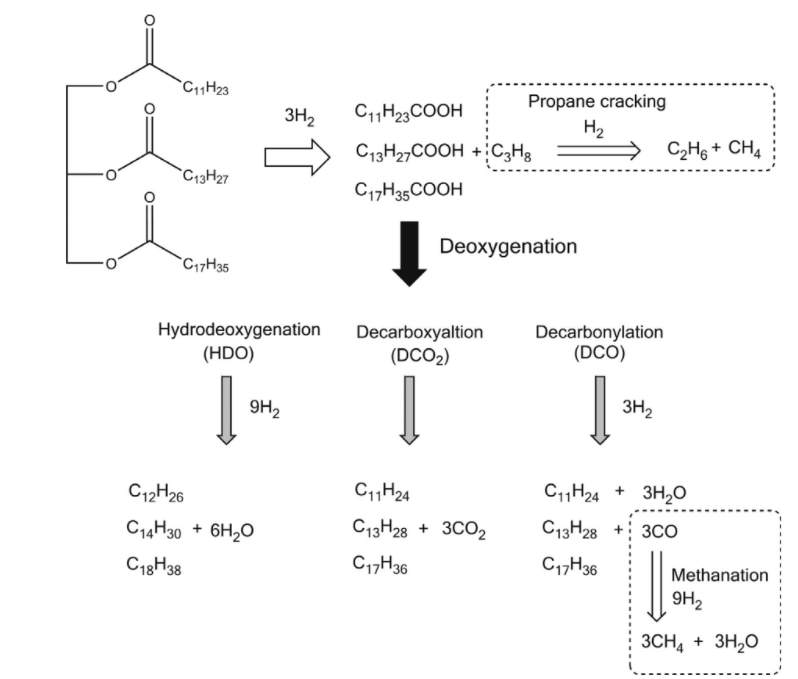 O
O
C₁₁H₂₃
O
O
C₁₃H₂₇
O
O
C₁₇H₃₅
3H₂
C₁₁H₂₃COOH
C₁₃H₂₇COOH + C₃H₈
C₁₇H₃₅COOH
Propane cracking
H₂
C₂H₆ + CH₄
Deoxygenation
Hydrodeoxygenation
(HDO)
9H₂
C₁₂H₂₆
C₁₄H₃₀ + 6H₂O
C₁₈H₃₈
Decarboxyaltion
(DCO₂)
C₁₁H₂₄
C₁₃H₂₈ + 3CO₂
C₁₇H₃₆
Decarbonylation
(DCO)
3H₂
C₁₁H₂₄ + 3H₂O
C₁₃H₂₈ + 3CO
C₁₇H₃₆
Methanation
9H₂
3CH₄ + 3H₂O